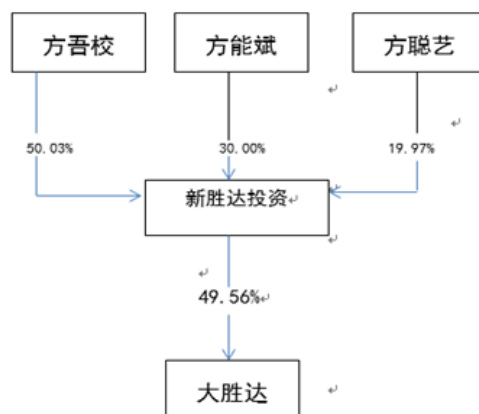 方吾校
方能斌
方聪艺
50.03%
30.00%
19.97%
新胜达投资
49.56%
大胜达